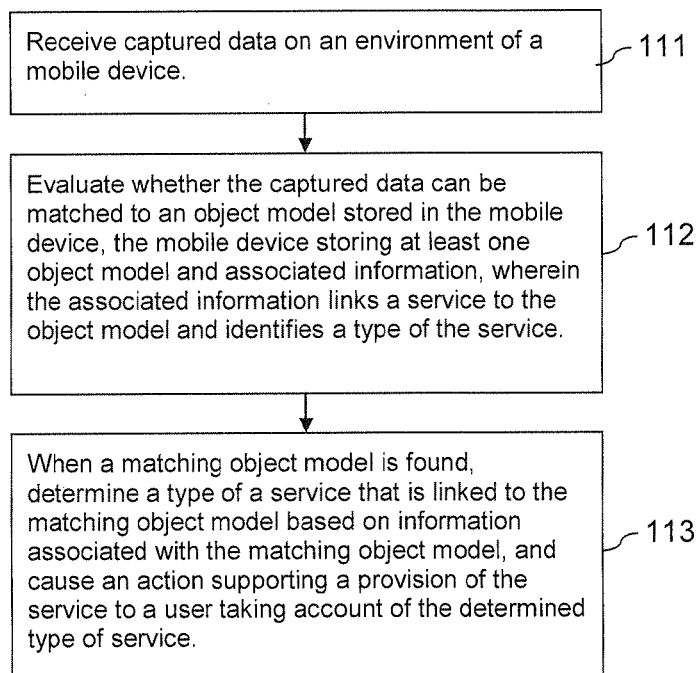 Receive captured data on an environment of a
mobile device.
111
Evaluate whether the captured data can be
matched to an object model stored in the mobile
device, the mobile device storing at least one
object model and associated information, wherein
the associated information links a service to the
object model and identifies a type of the service.
112
When a matching object model is found,
determine a type of a service that is linked to the
matching object model based on information
associated with the matching object model, and
cause an action supporting a provision of the
service to a user taking account of the determined
type of service.
113